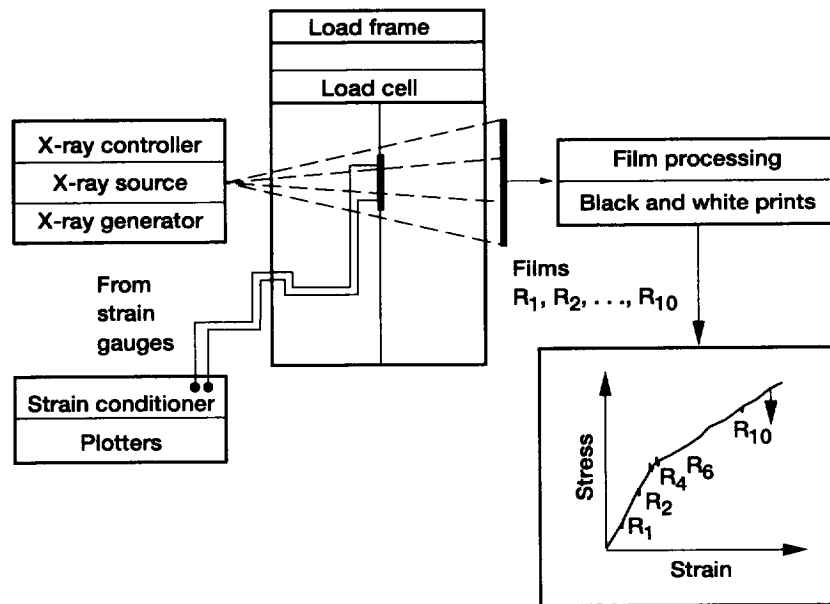 Load frame
Load cell
X-ray controller
X-ray source
X-ray generator
Film processing
Black and white prints
From
strain
gauges
Films
R₁, R₂, . . ., R₁₀
Strain conditioner
Plotters
Stress
R₁
R₂
R₄
R₆
R₁₀
Strain